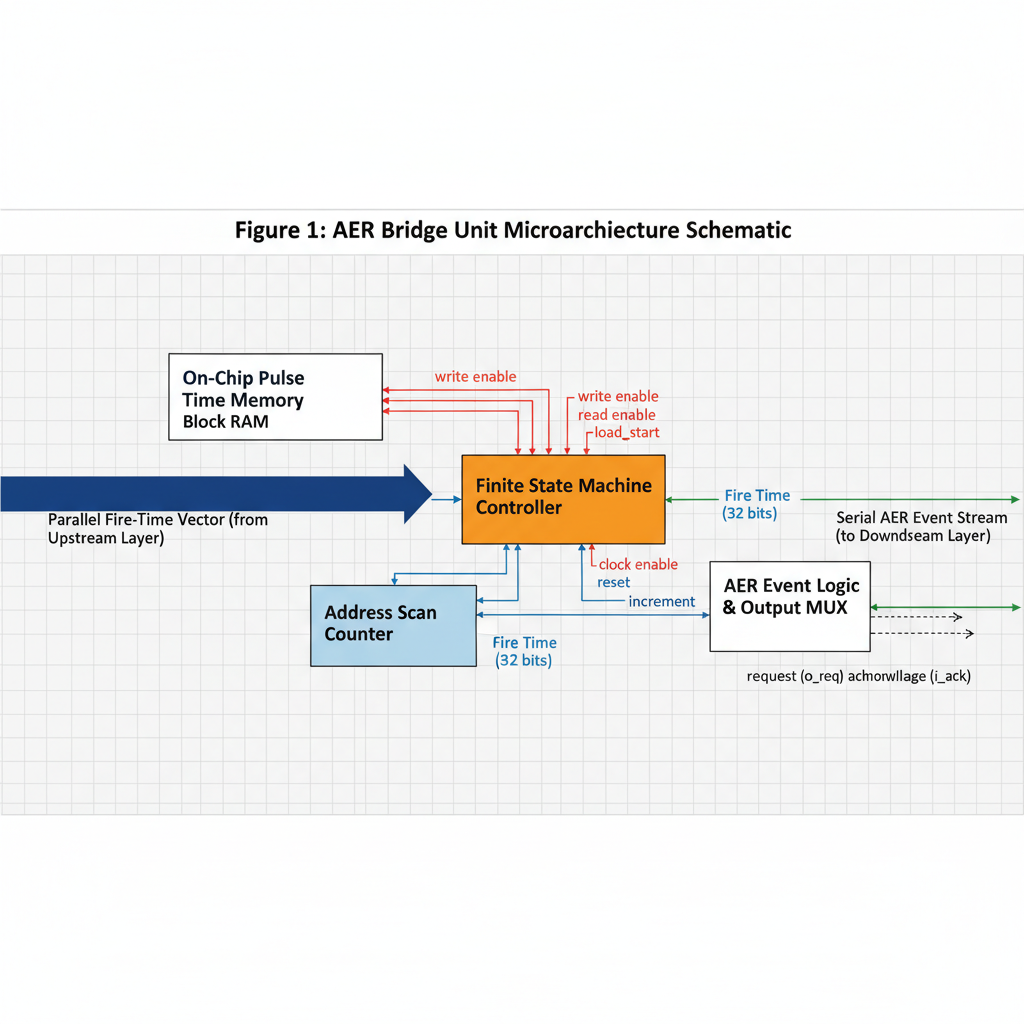 Figure 1: AER Bridge Unit Microarchiecture Schematic
On-Chip Pulse
Time Memory
Block RAM
write enable
write enable
read enable
load_start
Finite State Machine
Controller
Parallel Fire-Time Vector (from
Upstream Layer)
Fire Time
(32 bits)
Serial AER Event Stream
(to Downdseam Layer)
clock enable
reset
increment
Address Scan
Counter
Fire Time
(32 bits)
AER Event Logic
& Output MUX
request (o_req) achmorwllage (i_ack)